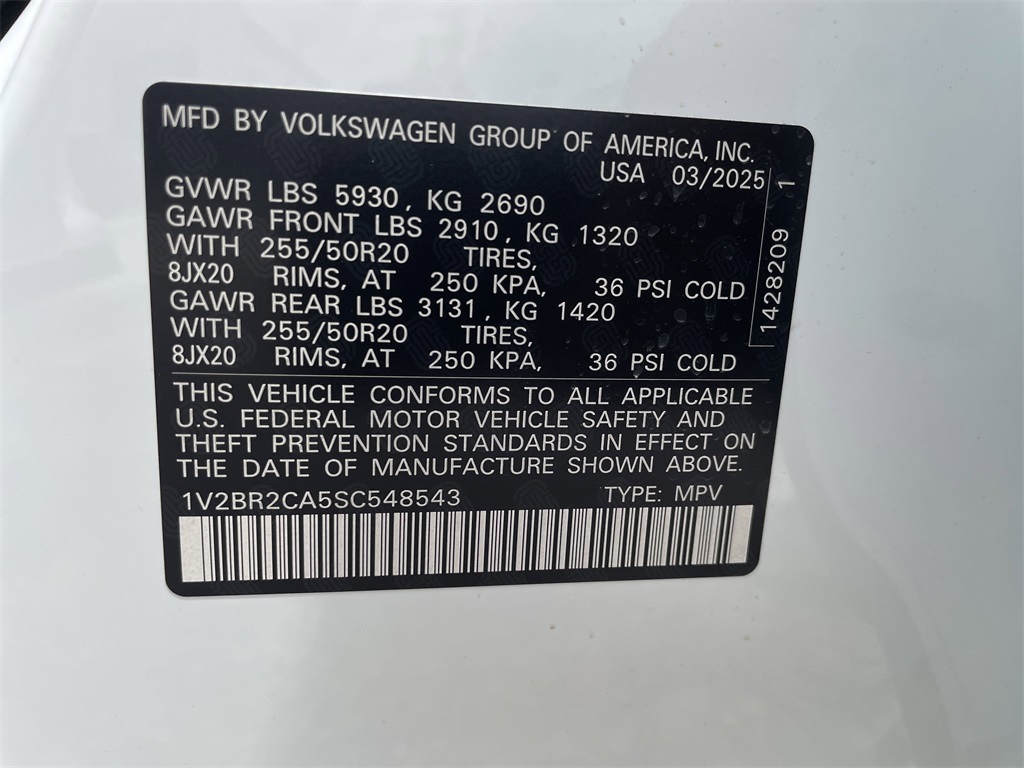 MFD BY VOLKSWAGEN GROUP OF AMERICA, INC.
USA 03/2025
GVWR LBS 5930, KG 2690
GAWR FRONT LBS 2910, KG 1320
WITH 255/50R20 TIRES,
8JX20 RIMS, AT 250 KPA, 36 PSI COLD
GAWR REAR LBS 3131, KG 1420
WITH 255/50R20 TIRES,
8JX20 RIMS, AT 250 KPA, 36 PSI COLD
1428209 1
THIS VEHICLE CONFORMS TO ALL APPLICABLE
U.S. FEDERAL MOTOR VEHICLE SAFETY AND
THEFT PREVENTION STANDARDS IN EFFECT ON
THE DATE OF MANUFACTURE SHOWN ABOVE.
1V2BR2CA5SC548543 TYPE: MPV